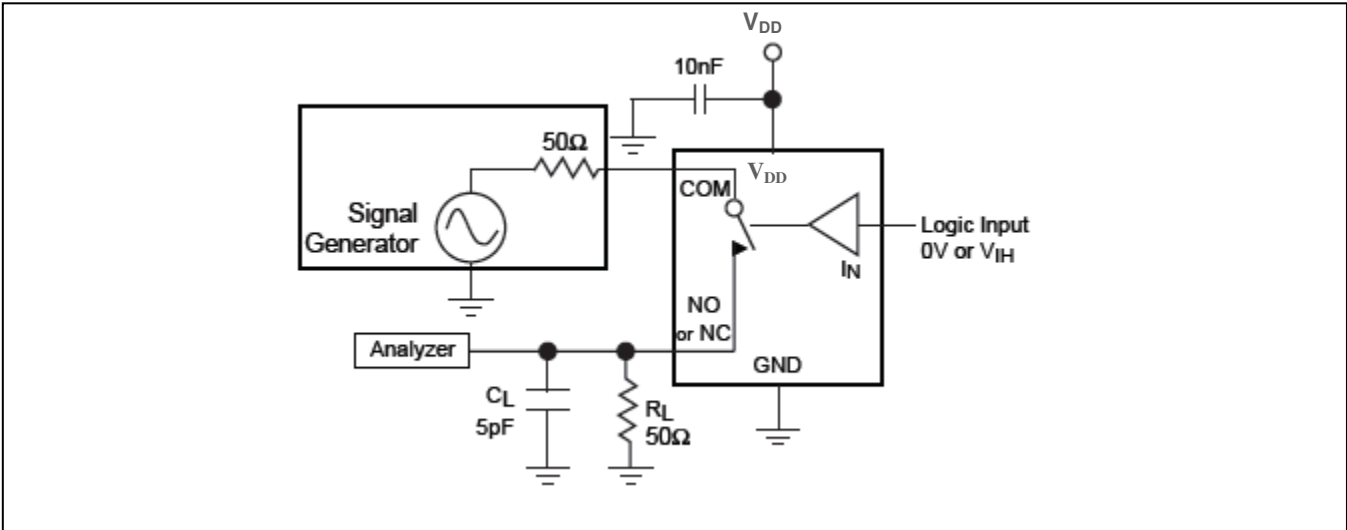 V_DD
10nF
50Ω
V_DD
COM
Signal
Generator
Logic Input
0V or V_IH
I_N
NO
or NC
Analyzer
GND
C_L
5pF
R_L
50Ω